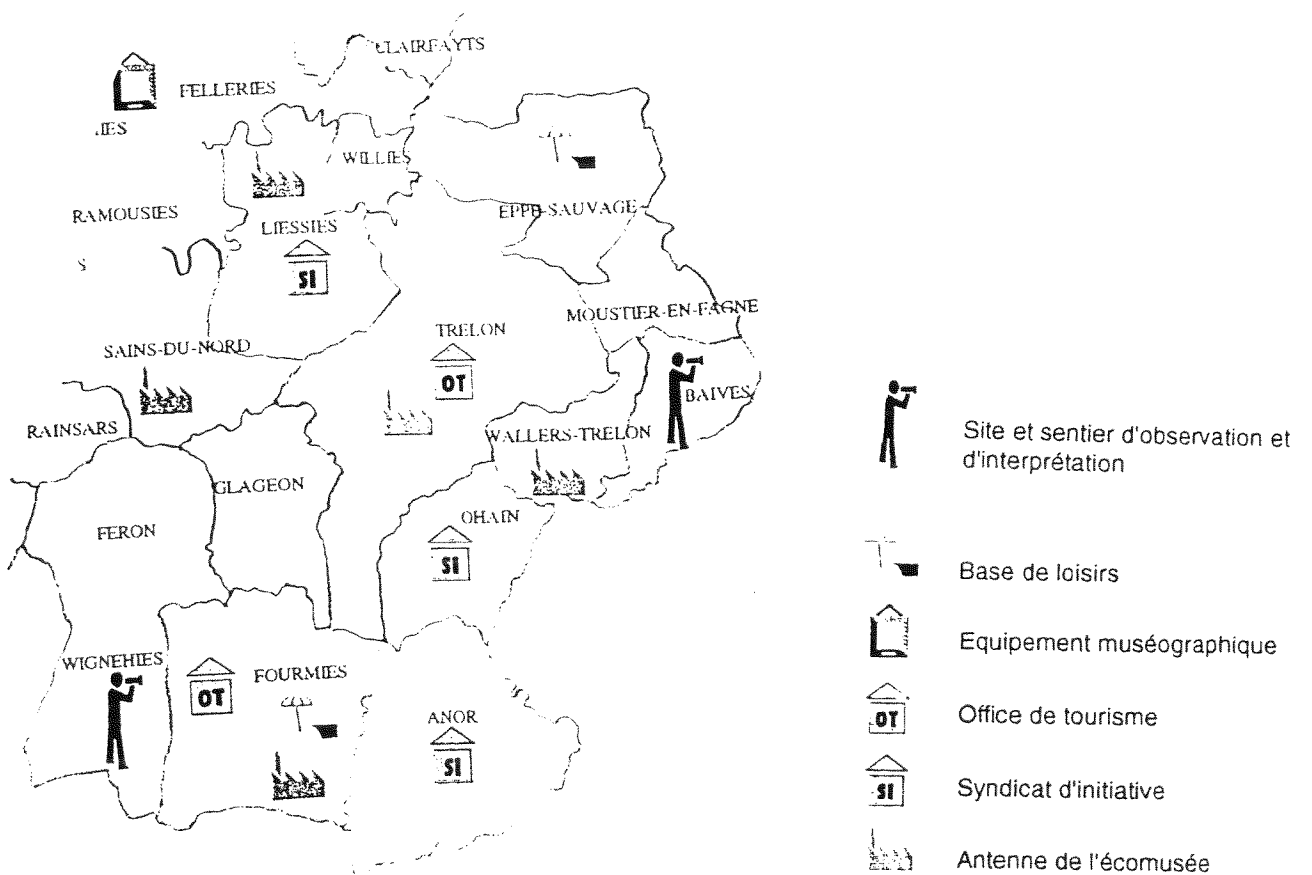 CLAIRFAYTS
FELLERIES
IES
WILLIES
RAMOUSIES
LIESSIES
EPPE-SAUVAGE
S
SI
MOUSTIER-EN-FAGNE
TRELON
SAINS-DU-NORD
OT
BAIVES
RAINSARS
WALLERS-TRELON
GLAGEON
OHAIN
FERON
SI
WIGNEHIES
FOURMIES
OT
ANOR
SI
Site et sentier d'observation et
d'interprétation
Base de loisirs
Equipement muséographique
OT
Office de tourisme
SI
Syndicat d'initiative
Antenne de l'écomusée